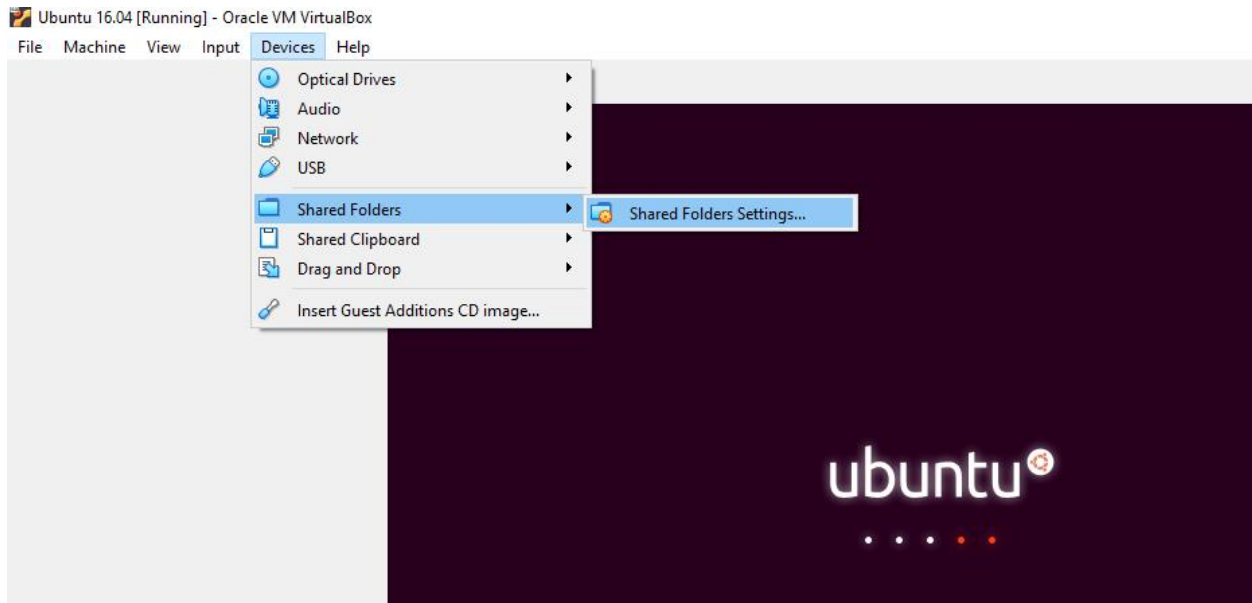 Ubuntu 16.04 [Running] - Oracle VM VirtualBox
File Machine View Input Devices Help
Optical Drives
Audio
Network
USB
Shared Folders
Shared Folders Settings...
Shared Clipboard
Drag and Drop
Insert Guest Additions CD image...
ubuntu